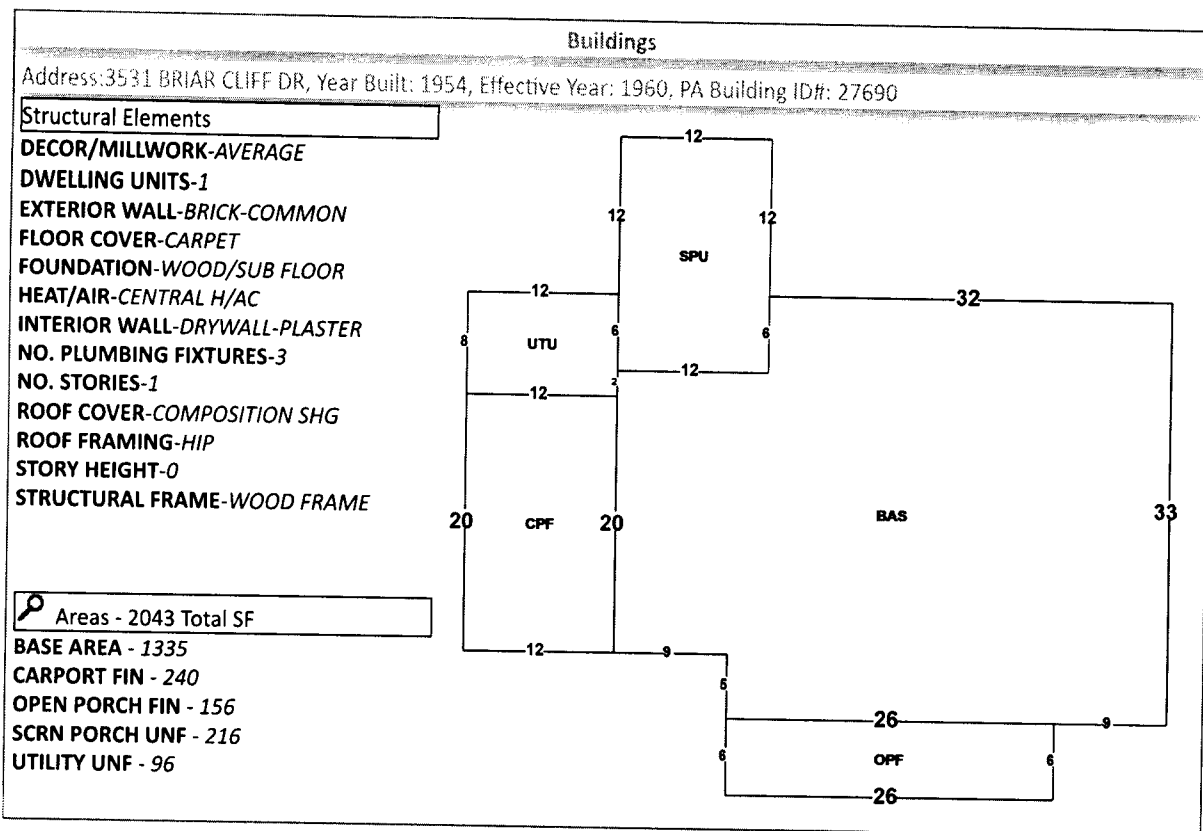 Buildings
Address:3531 BRIAR CLIFF DR, Year Built: 1954, Effective Year: 1960, PA Building ID#: 27690
Structural Elements
DECOR/MILLWORK-AVERAGE
DWELLING UNITS-1
EXTERIOR WALL-BRICK-COMMON
FLOOR COVER-CARPET
FOUNDATION-WOOD/SUB FLOOR
HEAT/AIR-CENTRAL H/AC
INTERIOR WALL-DRYWALL-PLASTER
NO. PLUMBING FIXTURES-3
NO. STORIES-1
ROOF COVER-COMPOSITION SHG
ROOF FRAMING-HIP
STORY HEIGHT-0
STRUCTURAL FRAME-WOOD FRAME
Areas - 2043 Total SF
BASE AREA - 1335
CARPORT FIN - 240
OPEN PORCH FIN - 156
SCRN PORCH UNF - 216
UTILITY UNF - 96
12
12 12
SPU
12 32
8 UTU 6 6
12
2
12
20 CPF 20 BAS 33
12 9
5
26 9
6 OPF 6
26